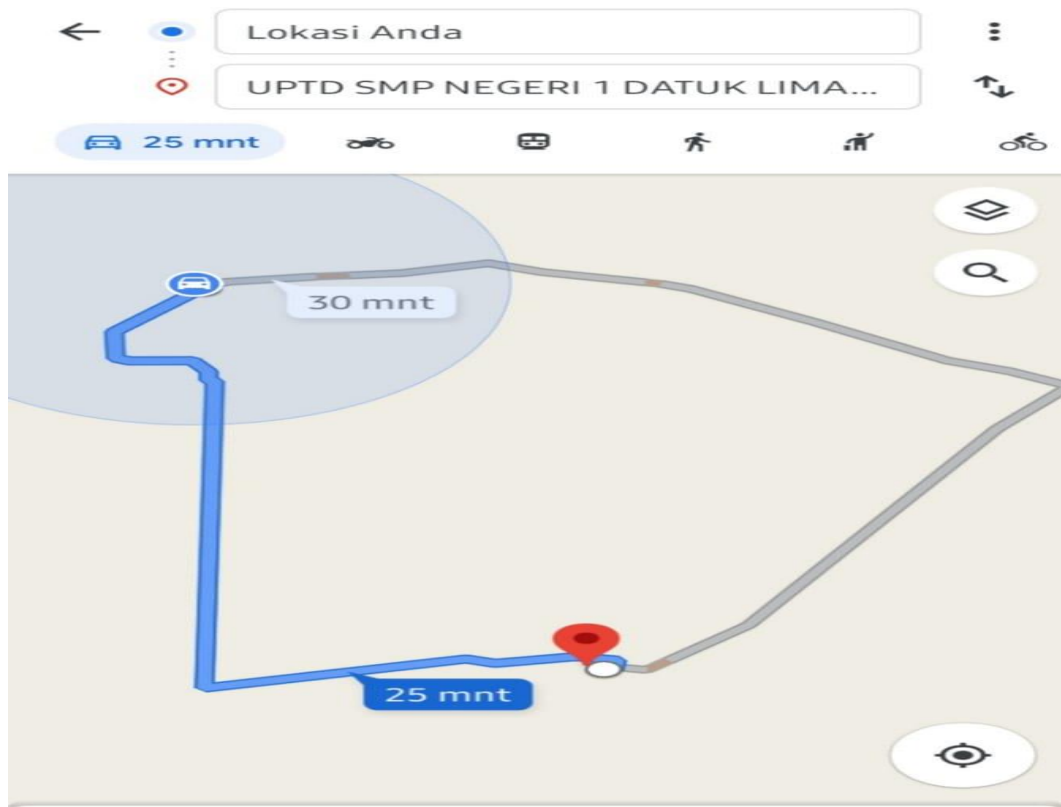 Lokasi Anda
UPTD SMP NEGERI 1 DATUK LIMA...
25 mnt
30 mnt
25 mnt